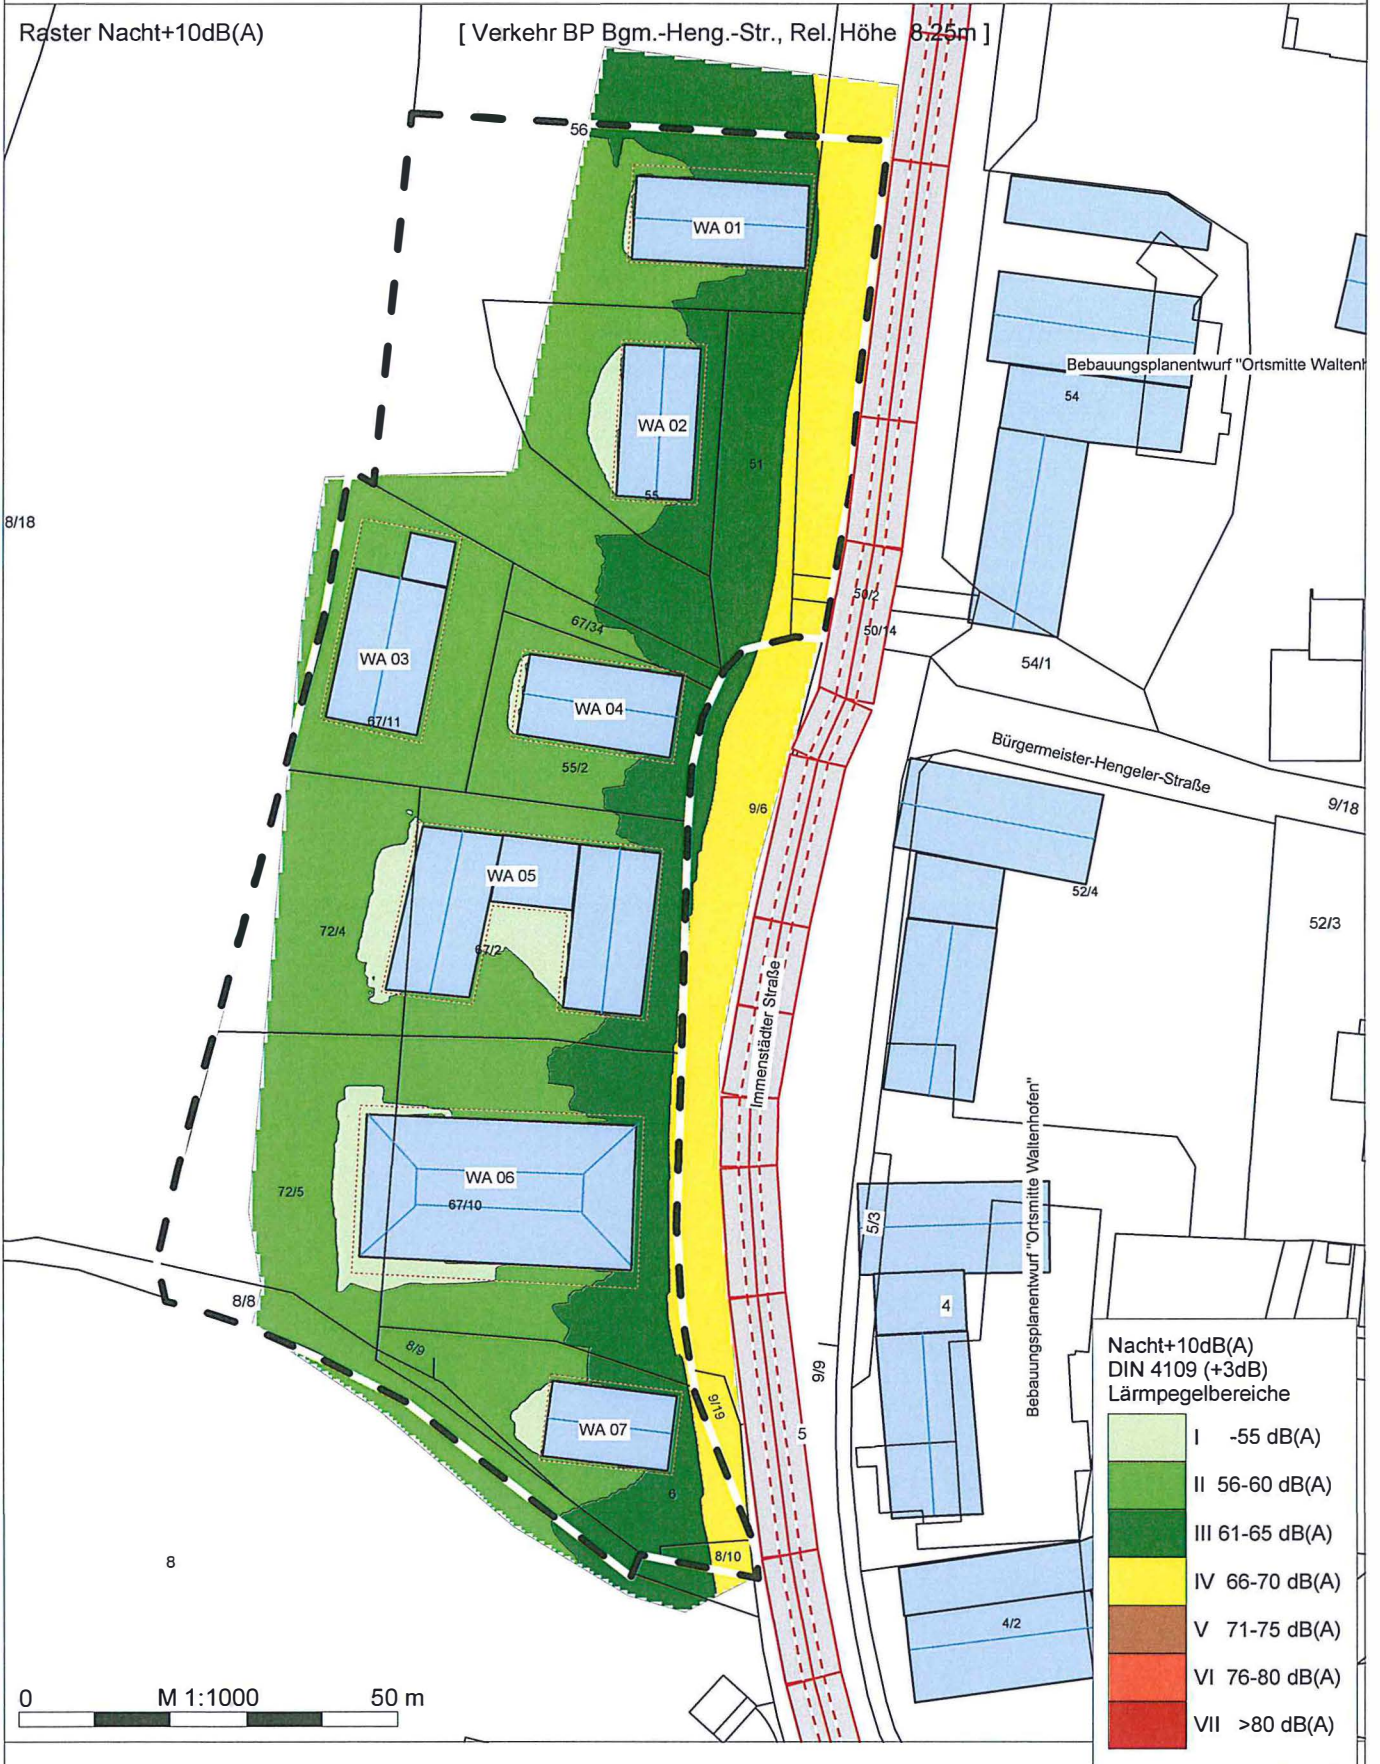 Raster Nacht+10dB(A)
[ Verkehr BP Bgm.-Heng.-Str., Rel. Höhe 8.25m ]
56
WA 01
WA 02
55
51
Bebauungsplanentwurf "Ortsmitte Waltenh
54
8/18
WA 03
67/11
67/34
50/2
50/14
54/1
WA 04
55/2
Bürgermeister-Hengeler-Straße
9/18
9/6
WA 05
67/2
72/4
52/4
52/3
Immenstädter Straße
WA 06
67/10
72/5
5/3
Bebauungsplanentwurf "Ortsmitte Waltenhofen"
8/8
4
8/9
9/9
9/19
WA 07
5
6
8/10
8
4/2
Nacht+10dB(A)
DIN 4109 (+3dB)
Lärmpegelbereiche
I -55 dB(A)
II 56-60 dB(A)
III 61-65 dB(A)
IV 66-70 dB(A)
V 71-75 dB(A)
VI 76-80 dB(A)
VII >80 dB(A)
0 M 1:1000 50 m